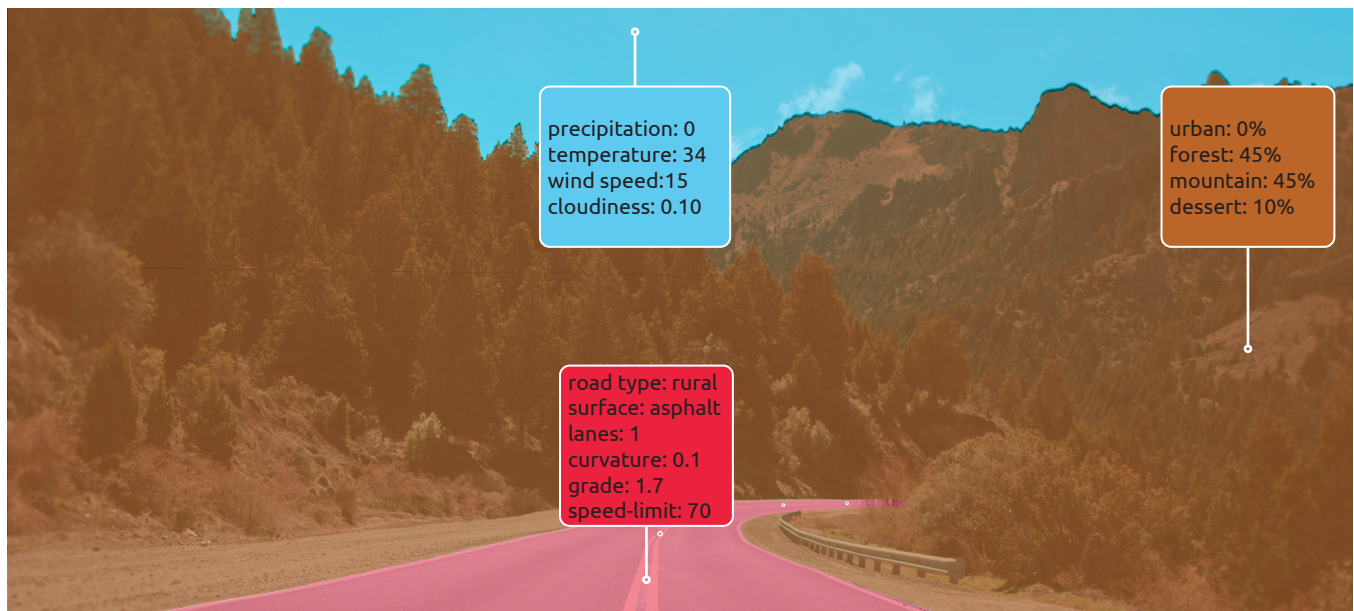 precipitation: 0
temperature: 34
wind speed:15
cloudiness: 0.10
urban: 0%
forest: 45%
mountain: 45%
dessert: 10%
road type: rural
surface: asphalt
lanes: 1
curvature: 0.1
grade: 1.7
speed-limit: 70